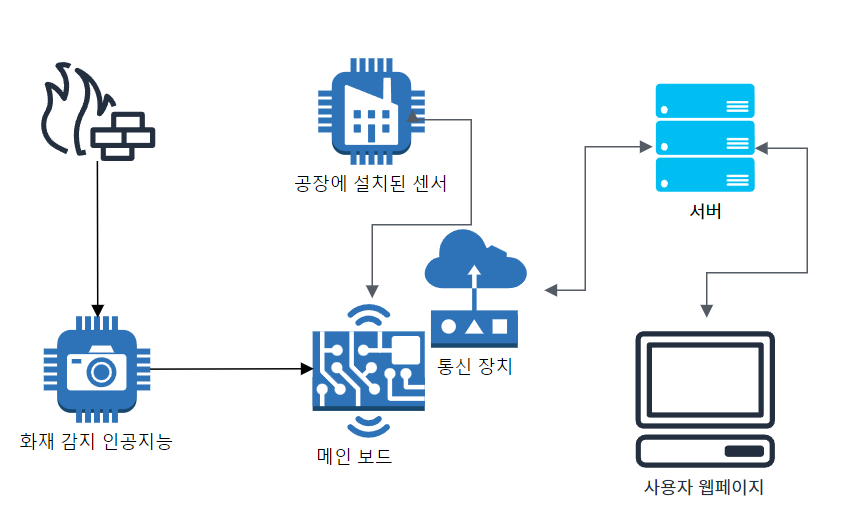 공장에 설치된 센서
서버
통신 장치
화재 감지 인공지능
메인 보드
사용자 웹페이지